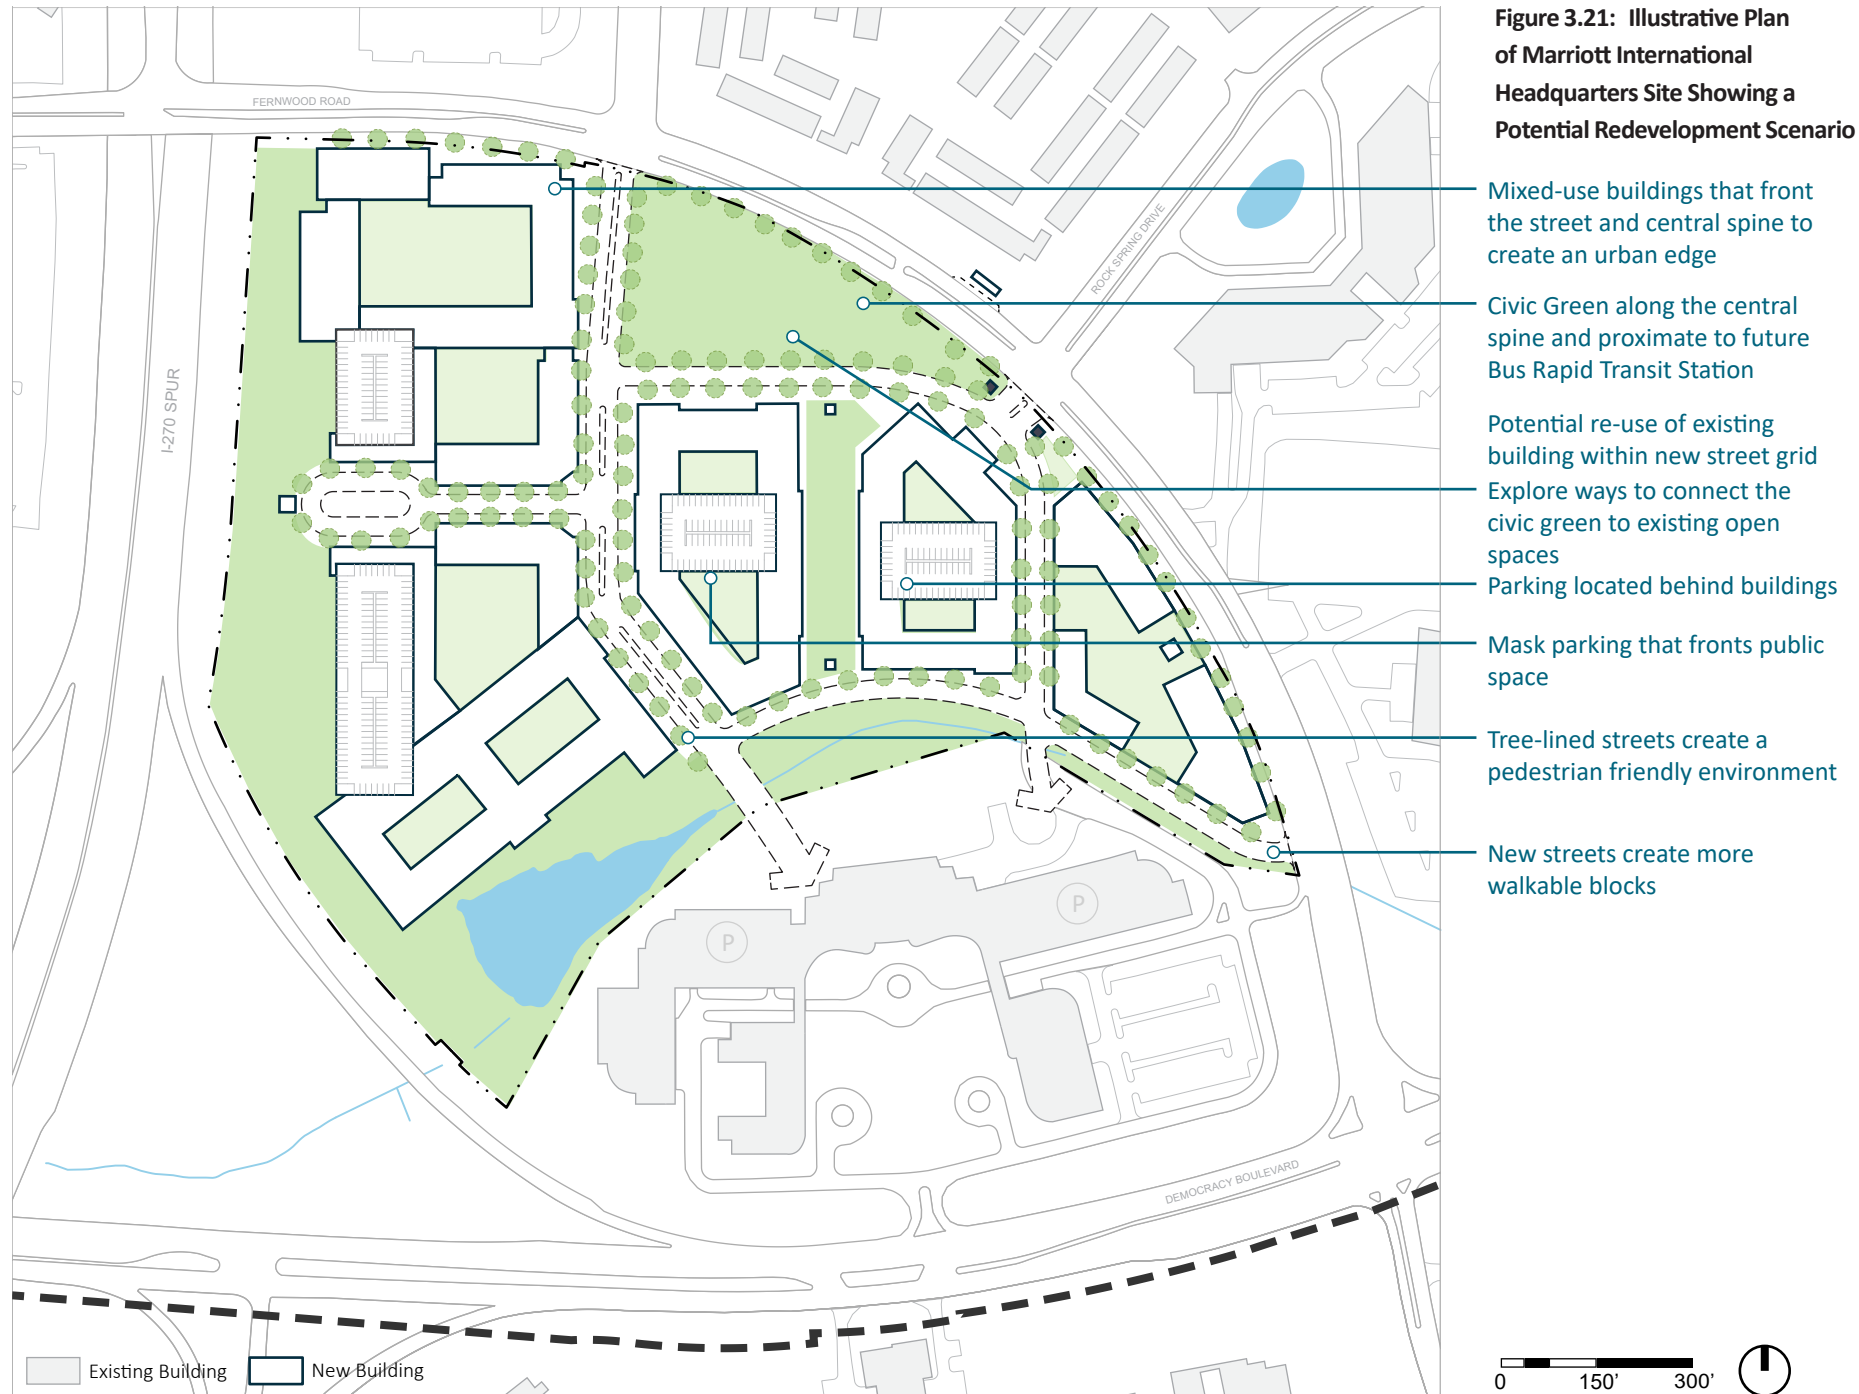 Figure 3.21: Illustrative Plan
of Marriott International
Headquarters Site Showing a
Potential Redevelopment Scenario
FERNWOOD ROAD
ROCK SPRING DRIVE
I-270 SPUR
Mixed-use buildings that front
the street and central spine to
create an urban edge
Civic Green along the central
spine and proximate to future
Bus Rapid Transit Station
Potential re-use of existing
building within new street grid
Explore ways to connect the
civic green to existing open
spaces
Parking located behind buildings
Mask parking that fronts public
space
Tree-lined streets create a
pedestrian friendly environment
New streets create more
walkable blocks
P
P
DEMOCRACY BOULEVARD
Existing Building
New Building
0 150' 300'